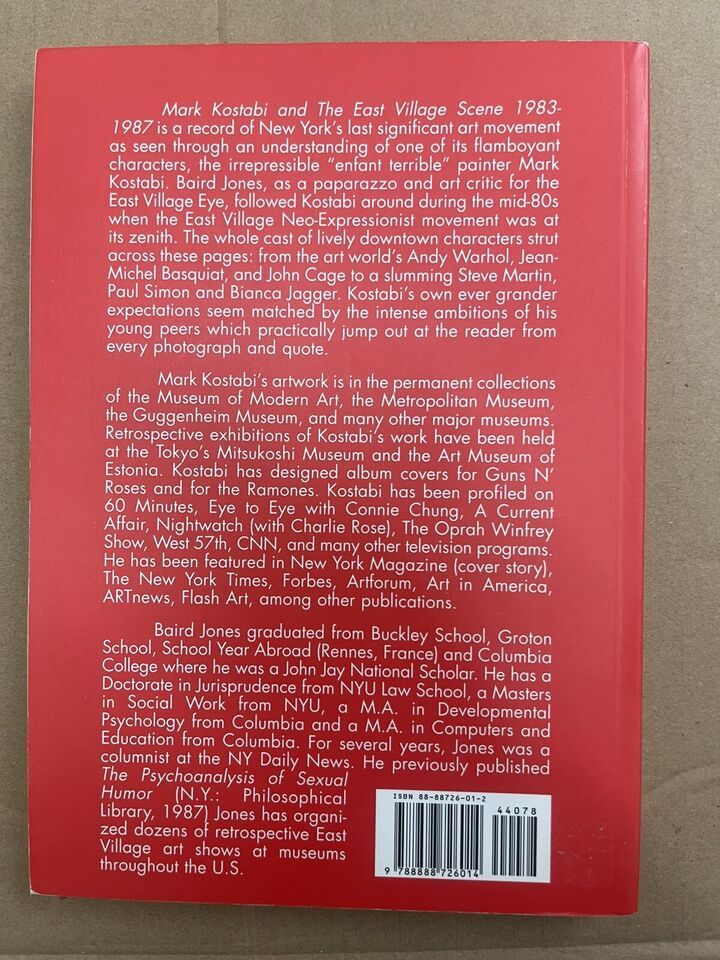 Mark Kostabi and The East Village Scene 1983-
1987 is a record of New York's last significant art movement
as seen through an understanding of one of its flamboyant
characters, the irrepressible "enfant terrible" painter Mark
Kostabi. Baird Jones, as a paparazzo and art critic for the
East Village Eye, followed Kostabi around during the mid-80s
when the East Village Neo-Expressionist movement was at
its zenith. The whole cast of lively downtown characters strut
across these pages: from the art world's Andy Warhol, Jean-
Michel Basquiat, and John Cage to a slumming Steve Martin,
Paul Simon and Bianca Jagger. Kostabi's own ever grander
expectations seem matched by the intense ambitions of his
young peers which practically jump out at the reader from
every photograph and quote.
Mark Kostabi's artwork is in the permanent collections
of the Museum of Modern Art, the Metropolitan Museum,
the Guggenheim Museum, and many other major museums.
Retrospective exhibitions of Kostabi's work have been held
at the Tokyo's Mitsukoshi Museum and the Art Museum of
Estonia. Kostabi has designed album covers for Guns N'
Roses and for the Ramones. Kostabi has been profiled on
60 Minutes, Eye to Eye with Connie Chung, A Current
Affair, Nightwatch (with Charlie Rose), The Oprah Winfrey
Show, West 57th, CNN, and many other television programs.
He has been featured in New York Magazine (cover story),
The New York Times, Forbes, Artforum, Art in America,
ARTnews, Flash Art, among other publications.
Baird Jones graduated from Buckley School, Groton
School, School Year Abroad (Rennes, France) and Columbia
College where he was a John Jay National Scholar. He has a
Doctorate in Jurisprudence from NYU Law School, a Masters
in Social Work from NYU, a M.A. in Developmental
Psychology from Columbia and a M.A. in Computers and
Education from Columbia. For several years, Jones was a
columnist at the NY Daily News. He previously published
The Psychoanalysis of Sexual
Humor (N.Y.: Philosophical
Library, 1987) Jones has organi-
zed dozens of retrospective East
Village art shows at museums
throughout the U.S.
ISBN 88-88726-01-2
44078
9 788888 726014